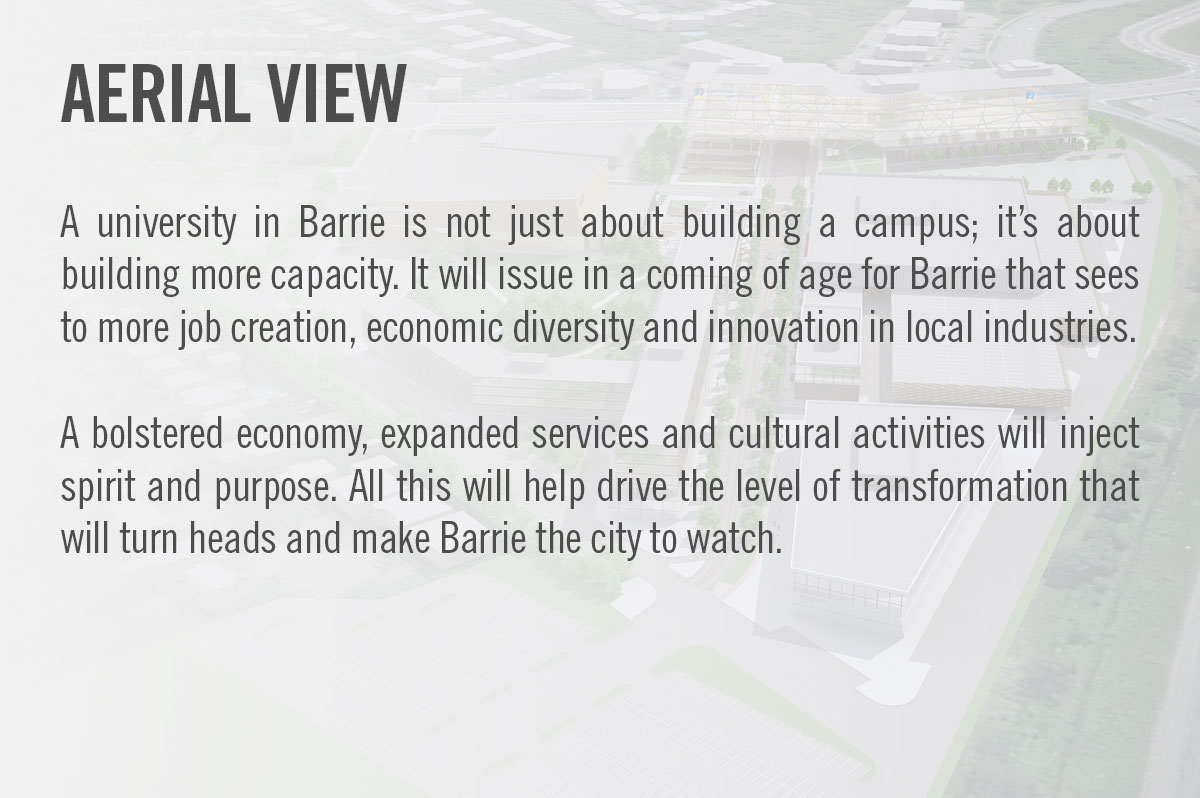 AERIAL VIEW
A university in Barrie is not just about building a campus; it’s about
building more capacity. It will issue in a coming of age for Barrie that sees
to more job creation, economic diversity and innovation in local industries.
A bolstered economy, expanded services and cultural activities will inject
spirit and purpose. All this will help drive the level of transformation that
will turn heads and make Barrie the city to watch.